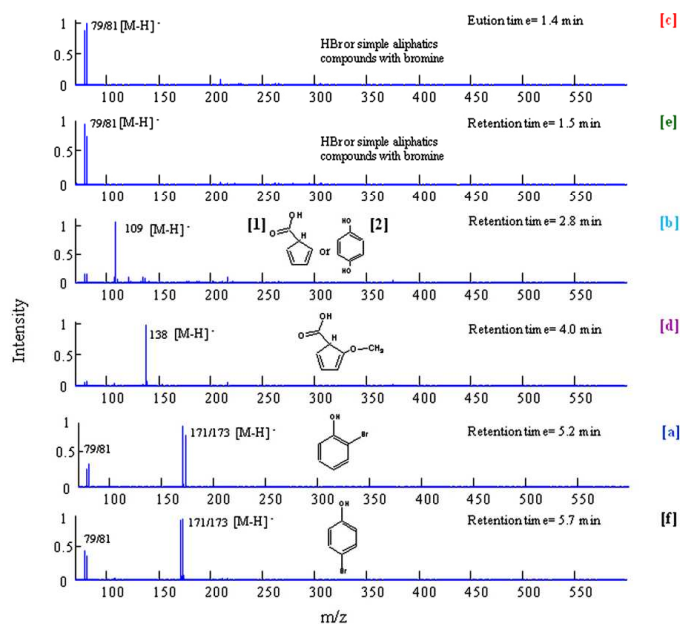 79/81[M-H]-
HBr or simple aliphatics
compounds with bromine
Eution time= 1.4 min
[c]
1
0.5
0
100 150 200 250 300 350 400 450 500 550
79/81[M-H]-
HBr or simple aliphatics
compounds with bromine
Retention time= 1.5 min
[e]
1
0.5
0
100 150 200 250 300 350 400 450 500 550
109 [M-H]-
[1] O OH H or HO HO [2]
Retention time= 2.8 min
[b]
1
0.5
0
100 150 200 250 300 350 400 450 500 550
138 [M-H]-
OH O H O-CH3
Retention time= 4.0 min
[d]
1
0.5
0
100 150 200 250 300 350 400 450 500 550
79/81
171/173 [M-H]-
OH Br
Retention time= 5.2 min
[a]
1
0.5
0
100 150 200 250 300 350 400 450 500 550
79/81
171/173 [M-H]-
OH Br
Retention time= 5.7 min
[f]
1
0.5
0
100 150 200 250 300 350 400 450 500 550
Intensity
m/z